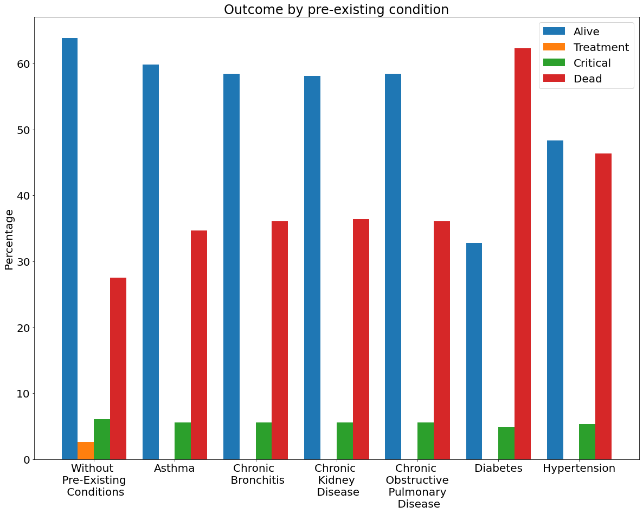 Outcome by pre-existing condition
Alive
Treatment
Critical
Dead
Percentage
60
50
40
30
20
10
0
Without
Pre-Existing
Conditions
Asthma
Chronic
Bronchitis
Chronic
Kidney
Disease
Chronic
Obstructive
Pulmonary
Disease
Diabetes
Hypertension